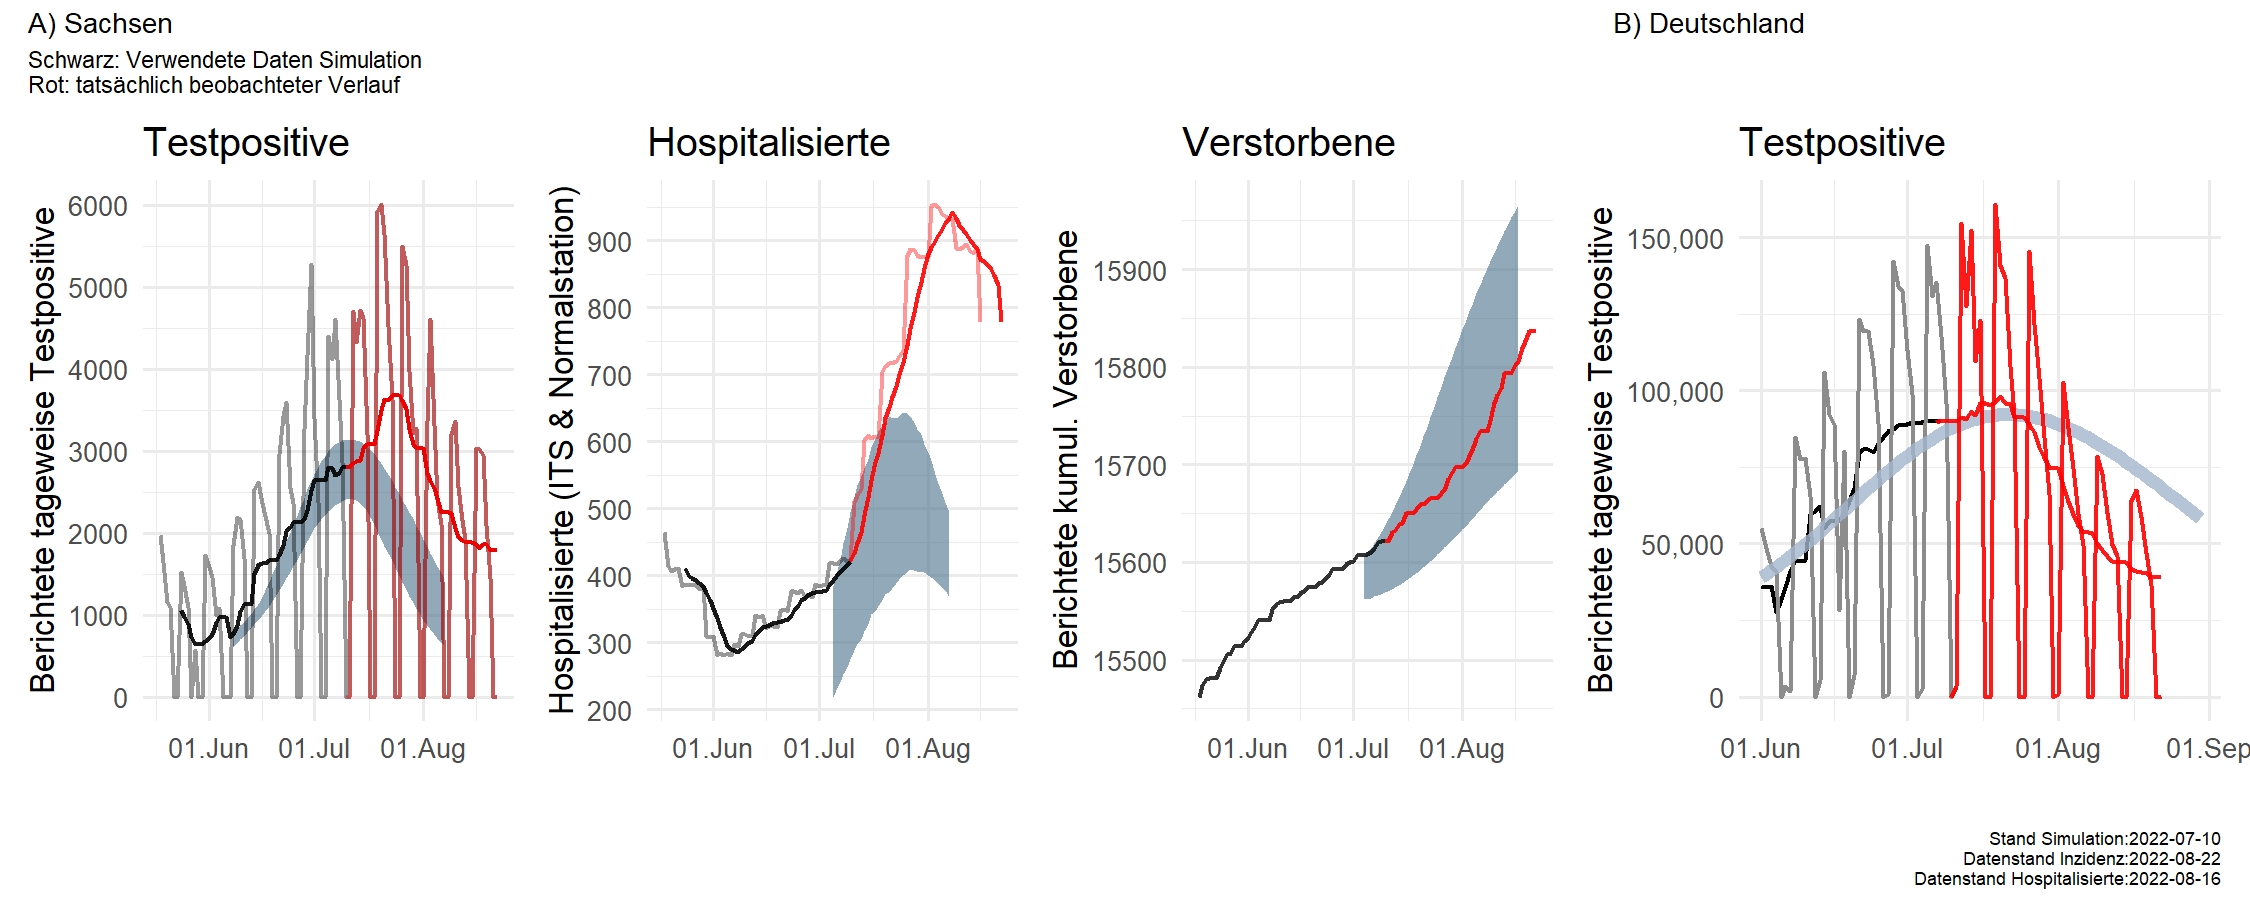 A) Sachsen
Schwarz: Verwendete Daten Simulation
Rot: tatsächlich beobachteter Verlauf
B) Deutschland
Testpositive
Berichtete tageweise Testpositive
6000
5000
4000
3000
2000
1000
0
01.Jun
01.Jul
01.Aug
Hospitalisierte
Hospitalisierte (ITS & Normalstation)
900
800
700
600
500
400
300
200
01.Jun
01.Jul
01.Aug
Verstorbene
Berichtete kumul. Verstorbene
15900
15800
15700
15600
15500
01.Jun
01.Jul
01.Aug
Testpositive
Berichtete tageweise Testpositive
150,000
100,000
50,000
0
01.Jun
01.Jul
01.Aug
01.Sep
Stand Simulation:2022-07-10
Datenstand Inzidenz:2022-08-22
Datenstand Hospitalisierte:2022-08-16